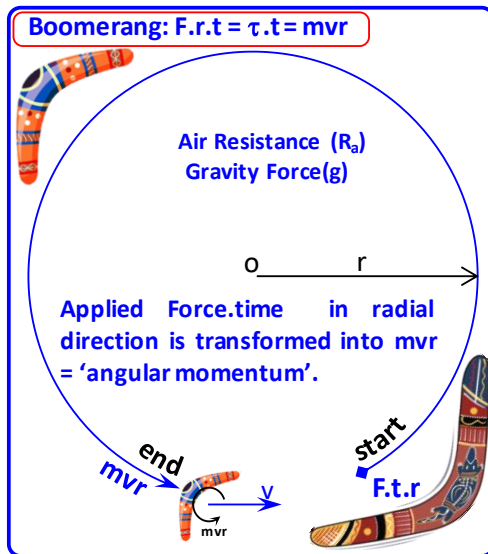 Boomerang: F.r.t = τ.t = mvr
Air Resistance (Rₐ)
Gravity Force(g)
o r
Applied Force.time in radial
direction is transformed into mvr
= ‘angular momentum’.
start
end
mvr
F.t.r
v
mvr